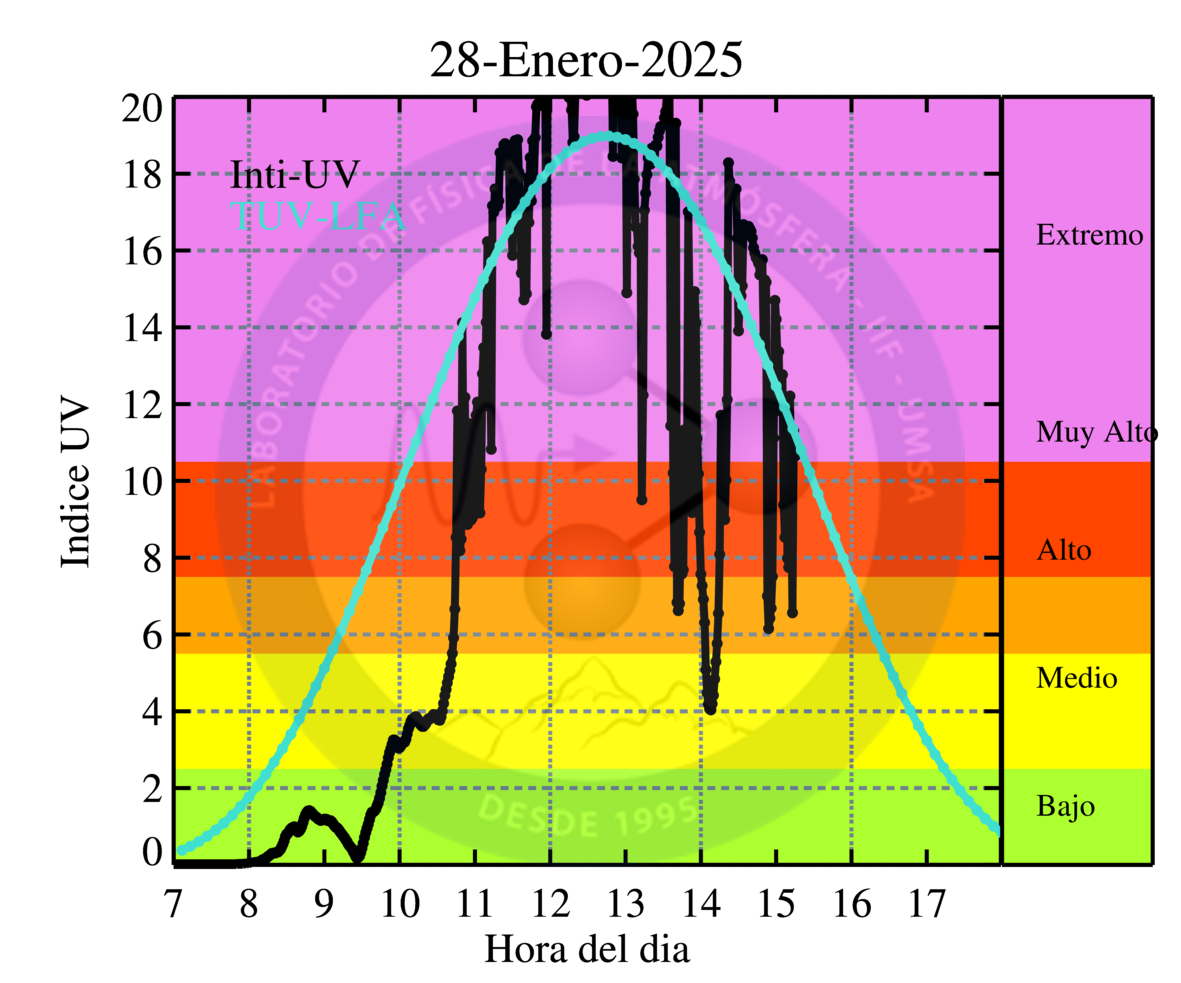 28-Enero-2025
Indice UV
20
18
16
14
12
10
8
6
4
2
0
Inti-UV
TUV-LFA
LABORATORIO DE FÍSICA DE LA ATMÓSFERA - IIF - UMSA
DESDE 1995
Extremo
Muy Alto
Alto
Medio
Bajo
7 8 9 10 11 12 13 14 15 16 17
Hora del dia